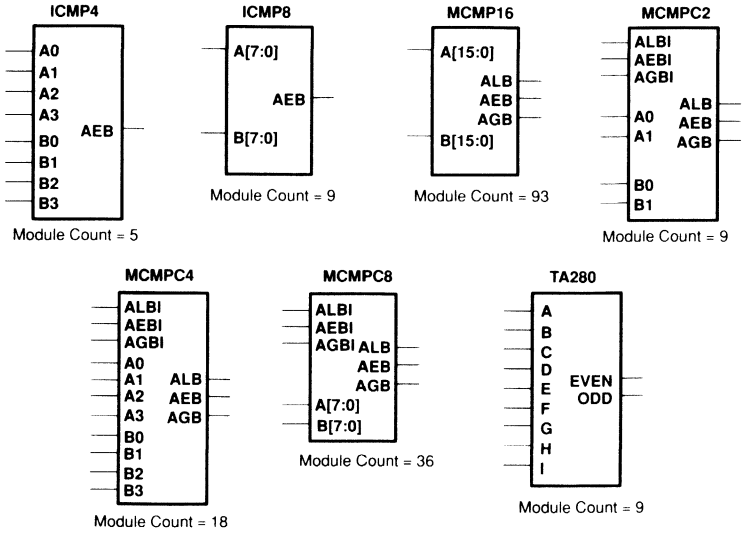 ICMP4
A0
A1
A2
A3
B0
B1
B2
B3
AEB
Module Count = 5
ICMP8
A[7:0]
AEB
B[7:0]
Module Count = 9
MCMP16
A[15:0]
ALB
AEB
AGB
B[15:0]
Module Count = 93
MCMPC2
ALBI
AEBI
AGBI
ALB
A0
AEB
A1
AGB
B0
B1
Module Count = 9
MCMPC4
ALBI
AEBI
AGBI
A0
A1 ALB
A2 AEB
A3 AGB
B0
B1
B2
B3
Module Count = 18
MCMPC8
ALBI
AEBI
AGBI ALB
AEB
AGB
A[7:0]
B[7:0]
Module Count = 36
TA280
A
B
C
D
E
F
G
H
I
EVEN
ODD
Module Count = 9